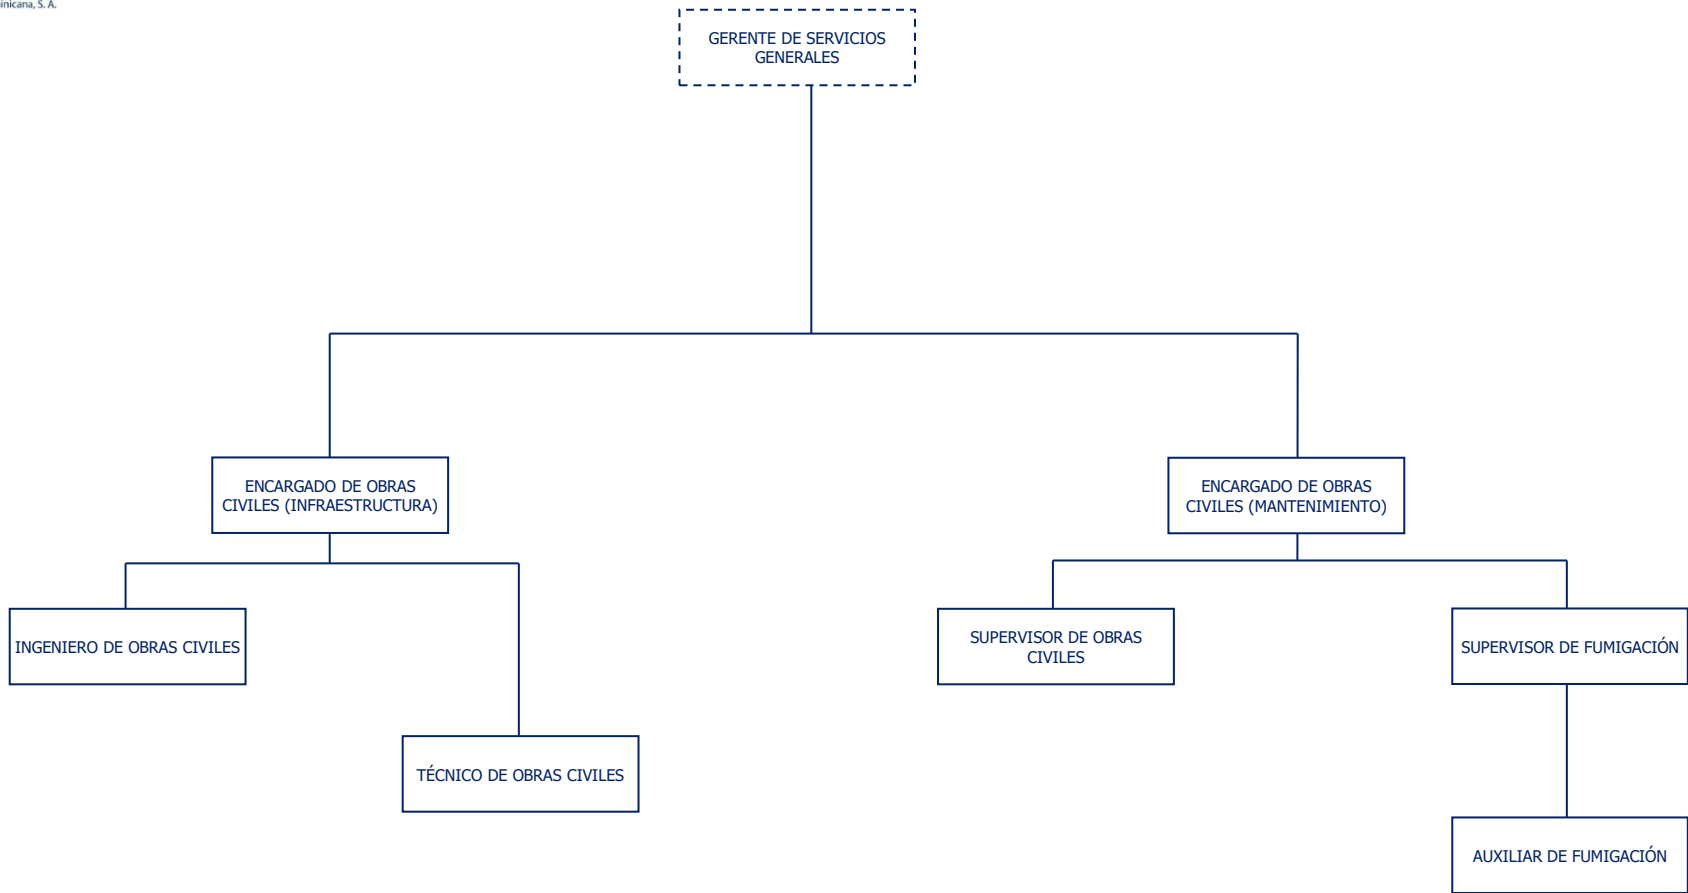 S. A.
GERENTE DE SERVICIOS
GENERALES
ENCARGADO DE OBRAS
CIVILES (INFRAESTRUCTURA)
ENCARGADO DE OBRAS
CIVILES (MANTENIMIENTO)
INGENIERO DE OBRAS CIVILES
SUPERVISOR DE OBRAS
CIVILES
SUPERVISOR DE FUMIGACIÓN
TÉCNICO DE OBRAS CIVILES
AUXILIAR DE FUMIGACIÓN